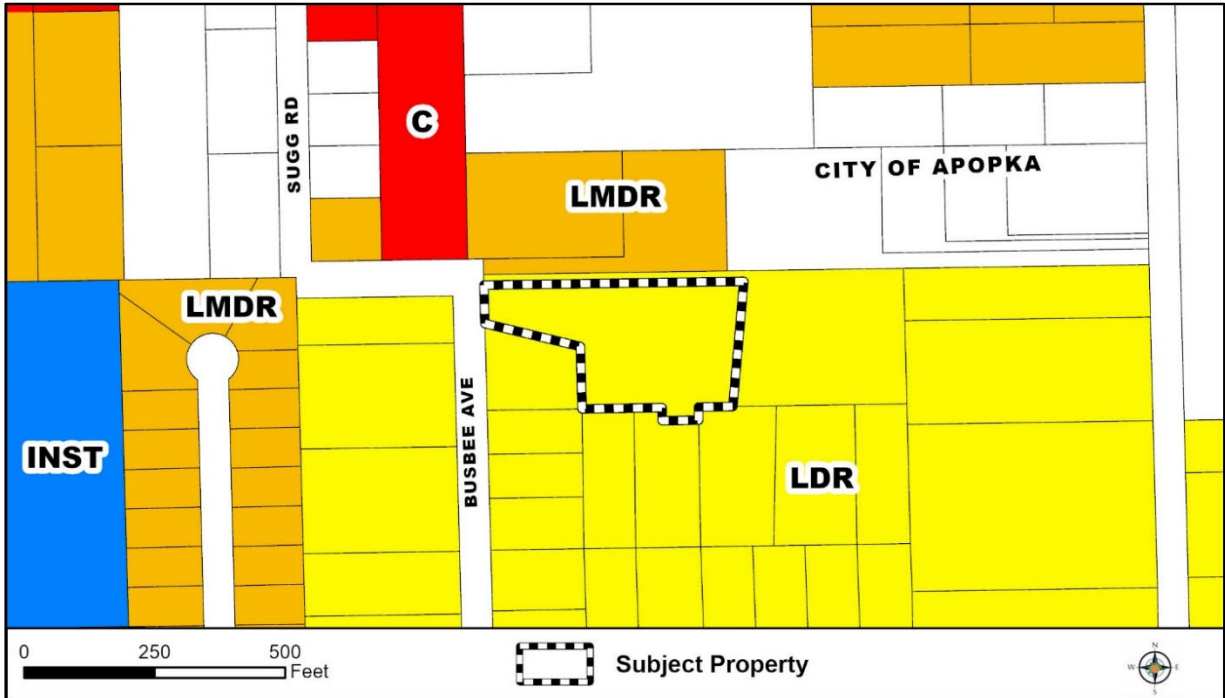 C
SUGG RD
CITY OF APOPKA
LMDR
LMDR
INST
BUSBEE AVE
LDR
0 250 500
Feet
Subject Property
N
W E
S